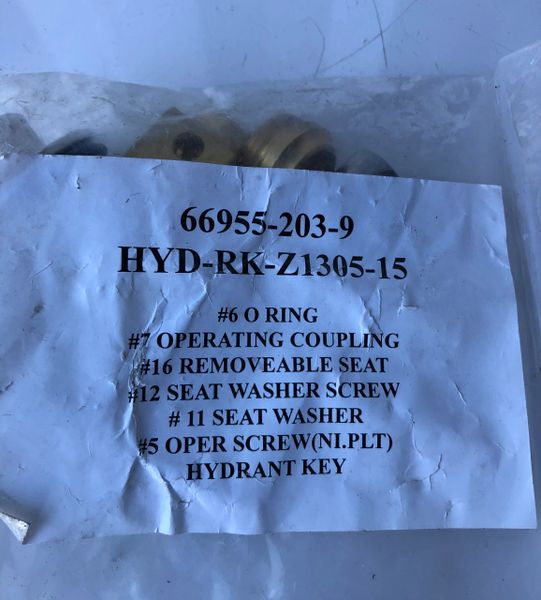 66955-203-9
HYD-RK-Z1305-15
#6 O RING
#7 OPERATING COUPLING
#16 REMOVEABLE SEAT
#12 SEAT WASHER SCREW
# 11 SEAT WASHER
#5 OPER SCREW(NI.PLT)
HYDRANT KEY